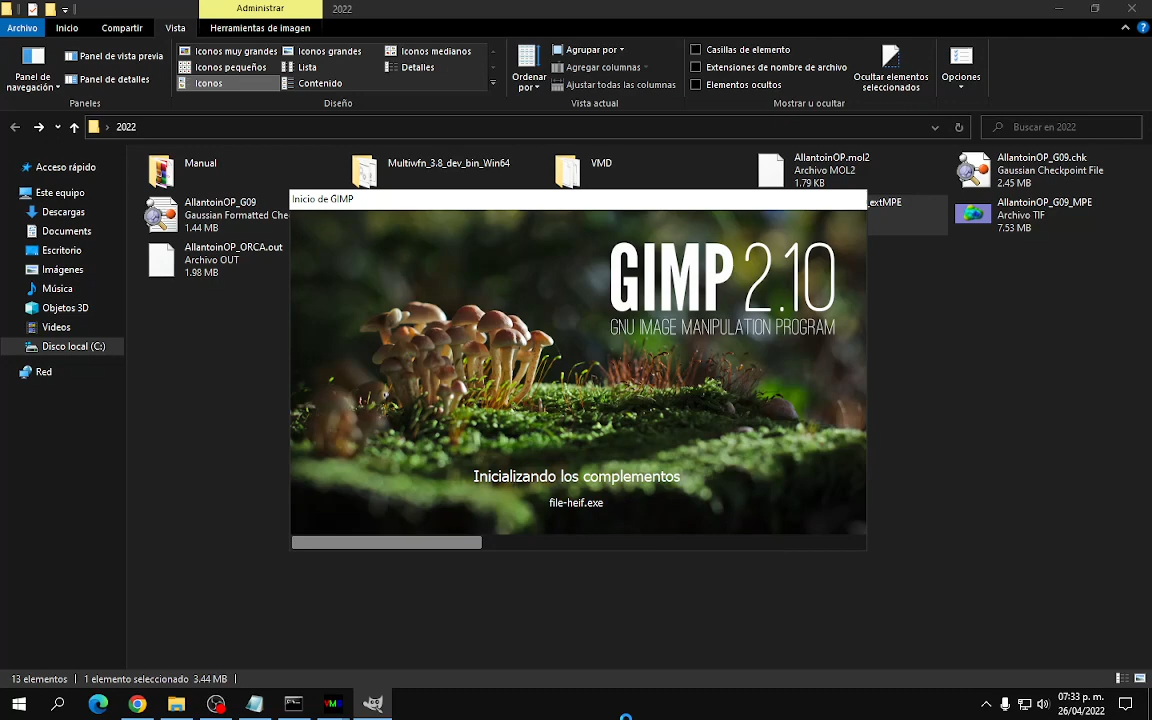 Administrar
2022
Archivo
Inicio
Compartir
Vista
Herramientas de imagen
Panel de navegación
Panel de vista previa
Panel de detalles
Paneles
Iconos muy grandes
Iconos grandes
Iconos medianos
Iconos pequeños
Lista
Detalles
Iconos
Contenido
Diseño
Ordenar por
Agrupar por
Agregar columnas
Ajustar todas las columnas
Vista actual
Casillas de elemento
Extensiones de nombre de archivo
Elementos ocultos
Ocultar elementos seleccionados
Mostrar u ocultar
Opciones
2022
Buscar en 2022
Acceso rápido
Este equipo
Descargas
Documents
Escritorio
Imágenes
Música
Objetos 3D
Videos
Disco local (C:)
Red
Manual
Multiwfn_3.8_dev_bin_Win64
VMD
AllantoinOP.mol2
Archivo MOL2
1.79 KB
AllantoinOP_G09.chk
Gaussian Checkpoint File
2.45 MB
AllantoinOP_G09
Gaussian Formatted Che
1.44 MB
_extMPE
AllantoinOP_G09_MPE
Archivo TIF
7.53 MB
AllantoinOP_ORCA.out
Archivo OUT
1.98 MB
Inicio de GIMP
GIMP 2.10
GNU IMAGE MANIPULATION PROGRAM
Inicializando los complementos
file-heif.exe
13 elementos
1 elemento seleccionado 3.44 MB
VMD
07:33 p. m.
26/04/2022